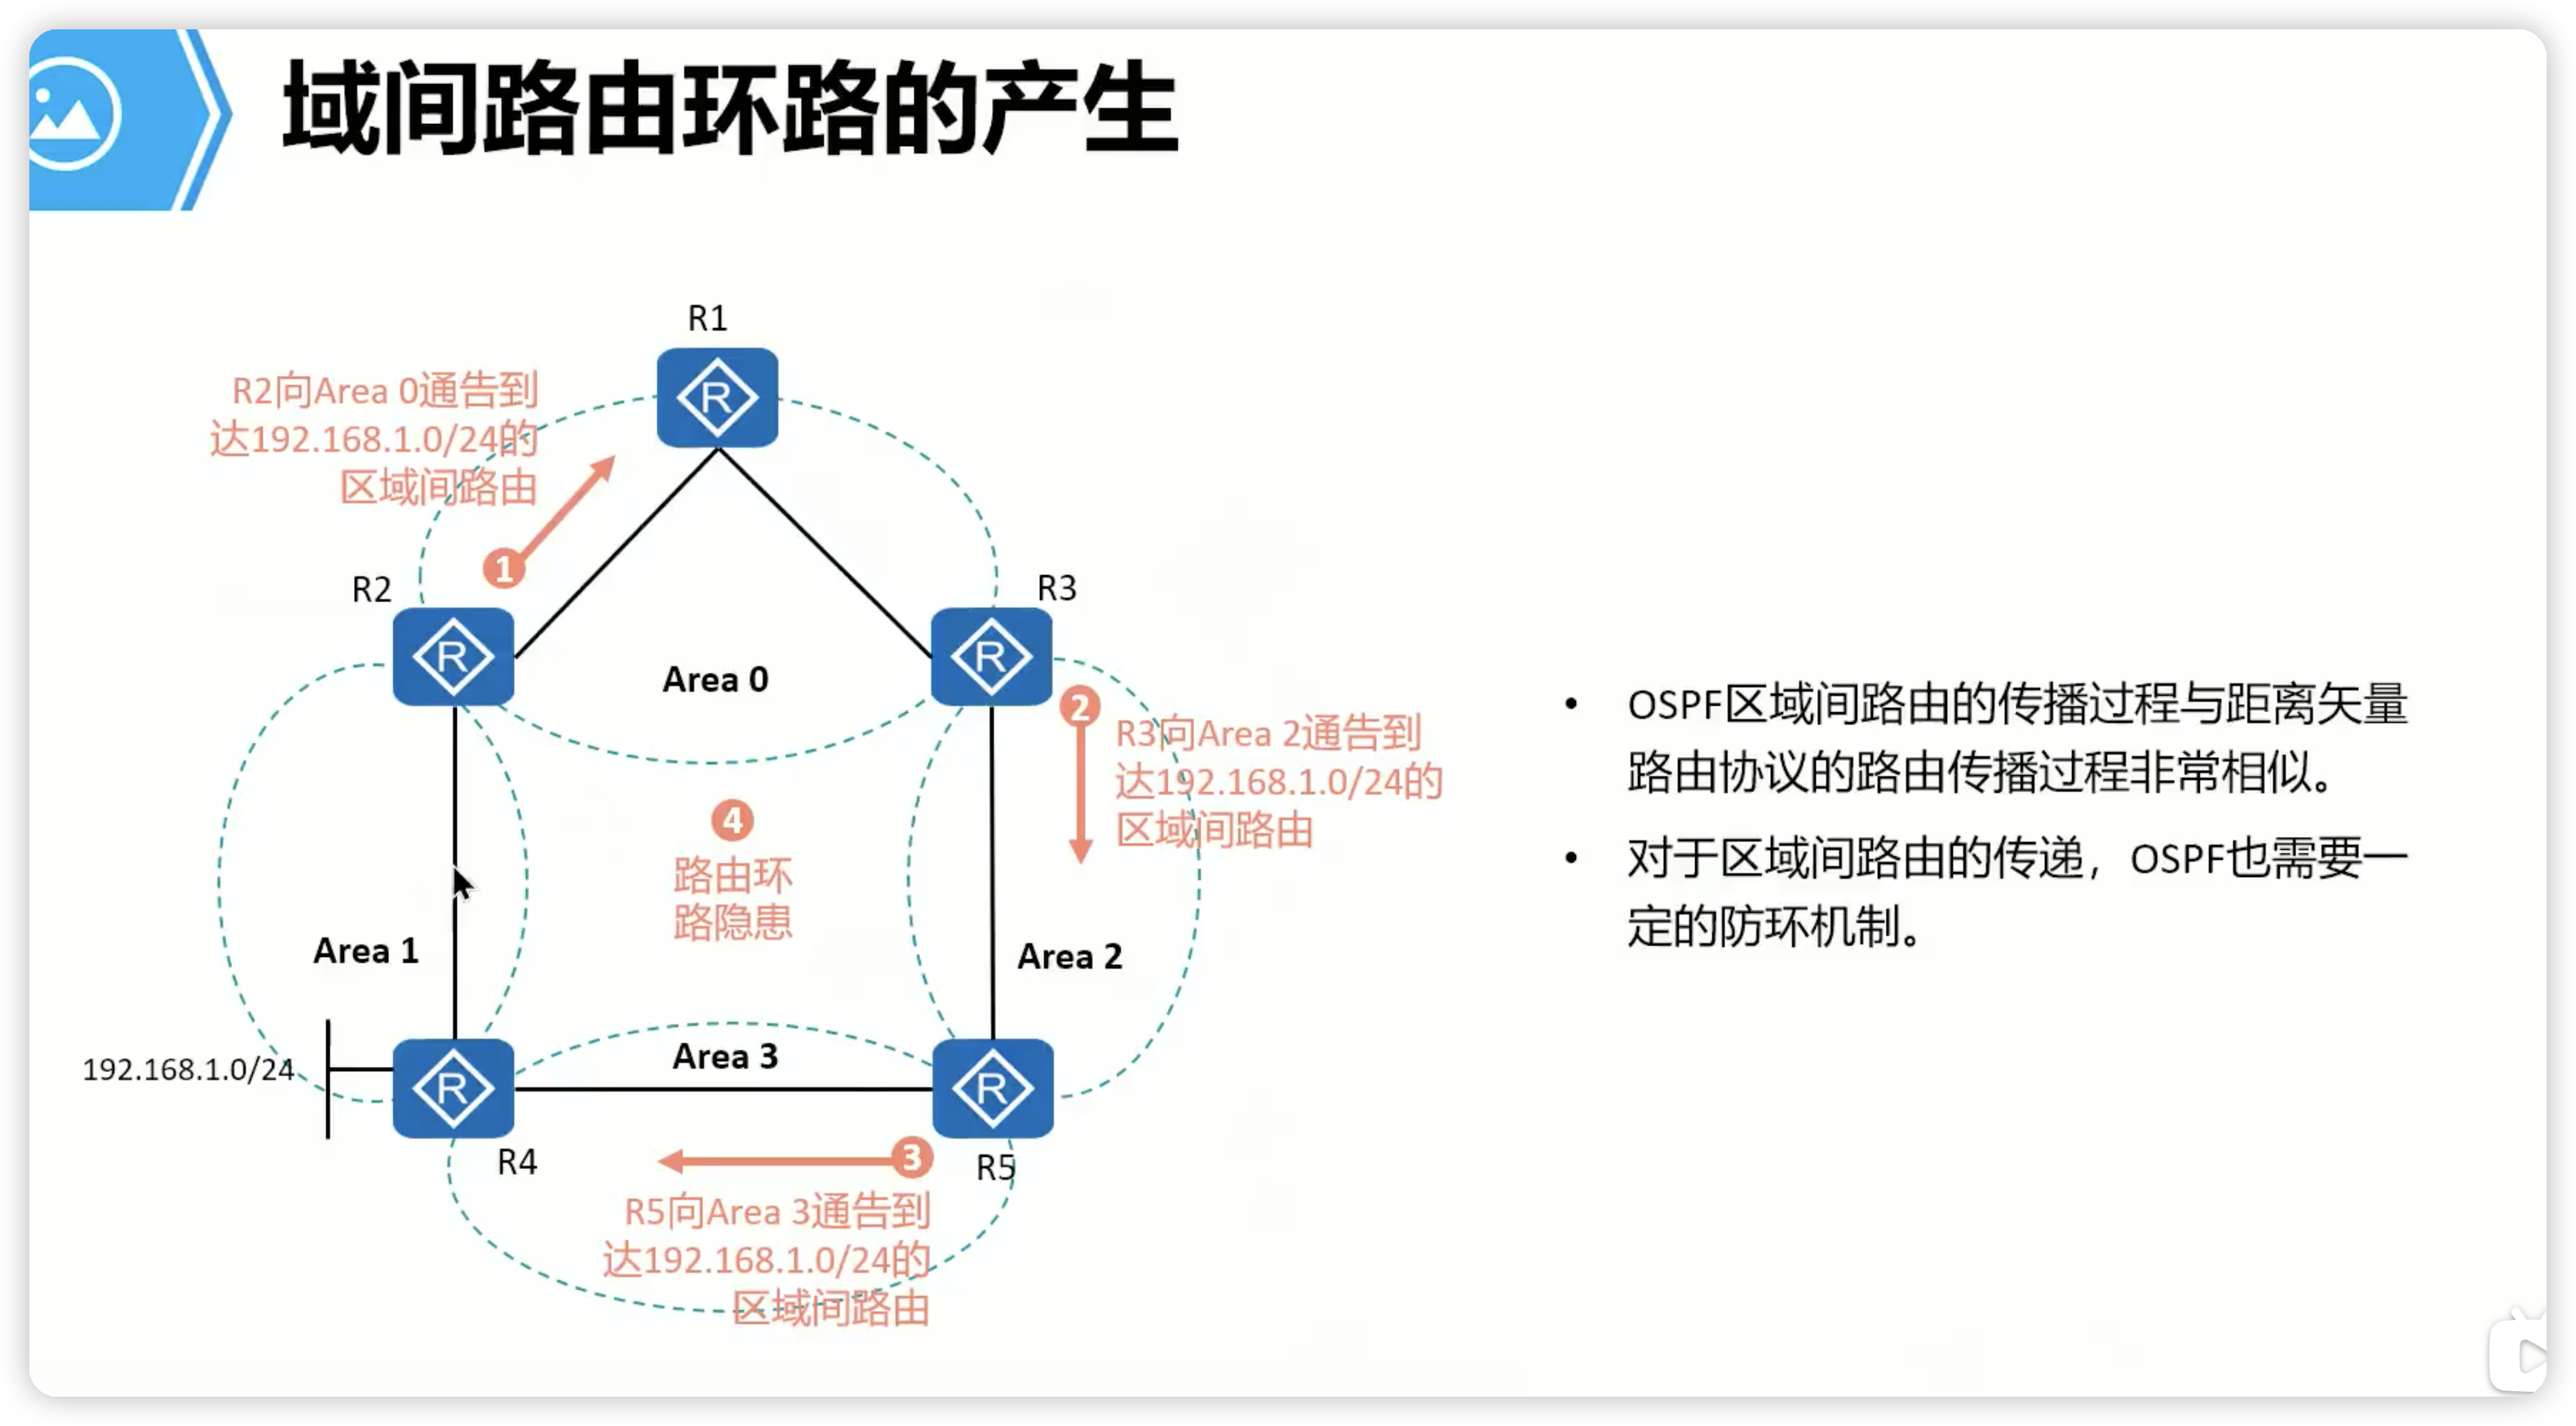 域间路由环路的产生
R1
R2向Area 0通告到
达192.168.1.0/24的
区域间路由
1
R2
R3
Area 0
2
R3向Area 2通告到
达192.168.1.0/24的
区域间路由
4
路由环
路隐患
Area 1
Area 2
192.168.1.0/24
Area 3
R4
3
R5
R5向Area 3通告到
达192.168.1.0/24的
区域间路由
• OSPF区域间路由的传播过程与距离矢量
路由协议的路由传播过程非常相似。
• 对于区域间路由的传递，OSPF也需要一
定的防环机制。
R
R
R
R
R